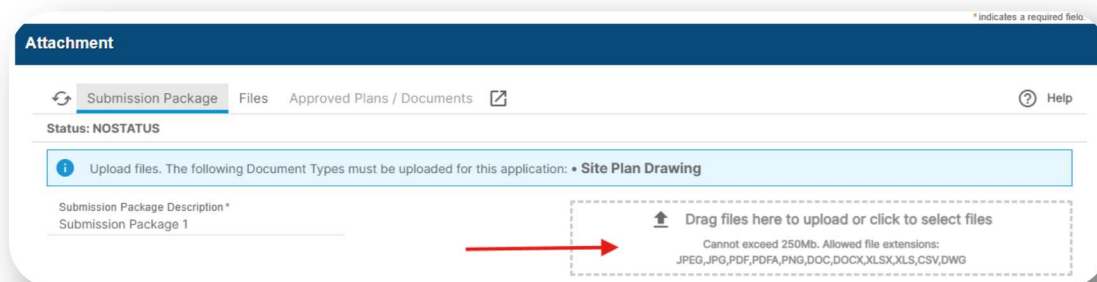 *indicates a required field.
Attachment
Submission Package Files Approved Plans / Documents
Help
Status: NOSTATUS
Upload files. The following Document Types must be uploaded for this application: • Site Plan Drawing
Submission Package Description*
Submission Package 1
Drag files here to upload or click to select files
Cannot exceed 250Mb. Allowed file extensions:
JPEG,JPG,PDF,PDFA,PNG,DOC,DOCX,XLSX,XLS,CSV,DWG